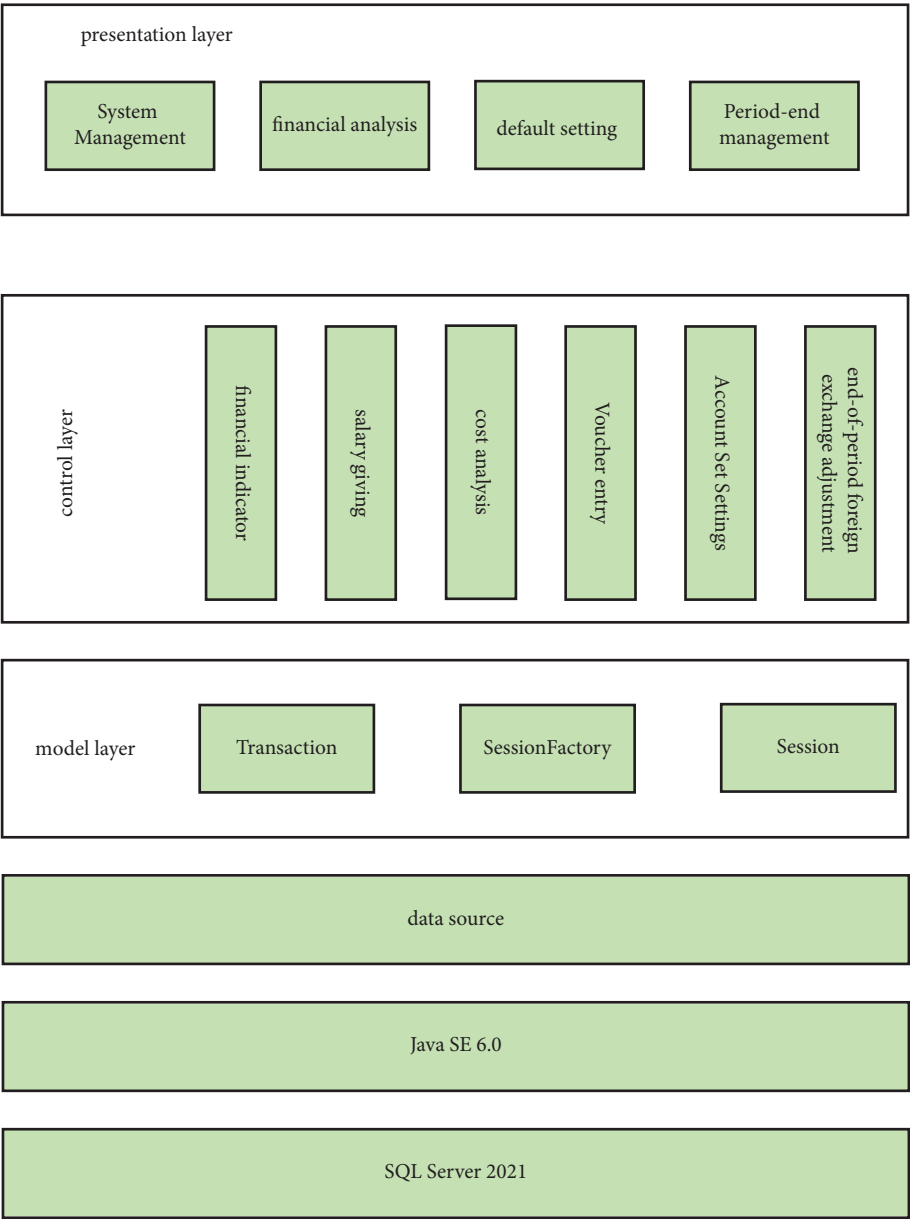 presentation layer
System
Management
financial analysis
default setting
Period-end
management
control layer
financial indicator
salary giving
cost analysis
Voucher entry
Account Set Settings
end-of-period foreign
exchange adjustment
model layer
Transaction
SessionFactory
Session
data source
Java SE 6.0
SQL Server 2021